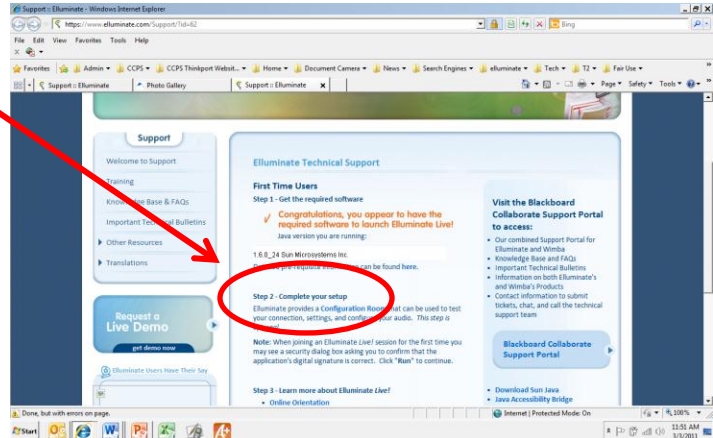 Support :: Elluminate - Windows Internet Explorer
https://www.elluminate.com/Support/?id=62
Bing
File Edit View Favorites Tools Help
Favorites Admin CCPS CCPS Thinkport Websit... Home Document Camera News Search Engines elluminate Tech T2 Fair Use
Support :: Elluminate Photo Gallery Support :: Elluminate Page Safety Tools
Support
Welcome to Support
Training
Knowledge Base & FAQs
Important Technical Bulletins
Other Resources
Translations
Request a
Live Demo
get demo now
Elluminate Users Have Their Say
Elluminate Technical Support
First Time Users
Step 1 - Get the required software
Congratulations, you appear to have the
required software to launch Elluminate Live!
Java version you are running:
1.6.0_24 Sun Microsystems Inc.
pre-requisite information can be found here.
Step 2 - Complete your setup
Elluminate provides a Configuration Room that can be used to test
your connection, settings, and configure your audio. This step is
Note: When joining an Elluminate Live! session for the first time you
may see a security dialog box asking you to confirm that the
application's digital signature is correct. Click "Run" to continue.
Step 3 - Learn more about Elluminate Live!
• Online Orientation
Visit the Blackboard
Collaborate Support Portal
to access:
• Our combined Support Portal for
Elluminate and Wimba
• Knowledge Base and FAQs
• Important Technical Bulletins
• Information on both Elluminate's
and Wimba's Products
• Contact information to submit
tickets, chat, and call the technical
support team
Blackboard Collaborate
Support Portal
• Download Sun Java
• Java Accessibility Bridge
Done, but with errors on page.
Internet | Protected Mode: On
100%
Start
11:51 AM
3/3/2011